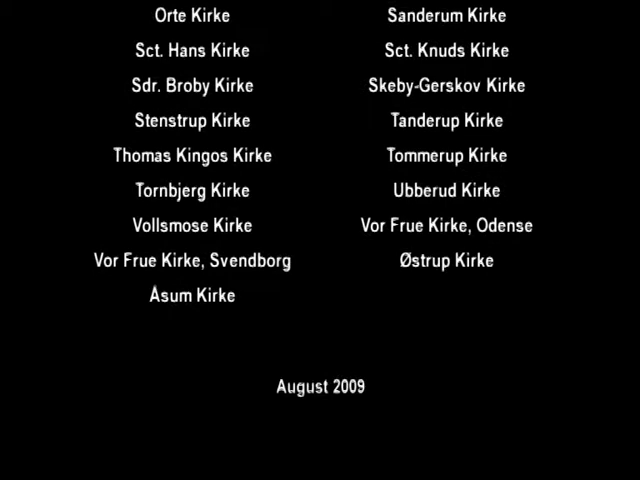 Orte Kirke Sanderum Kirke
Sct. Hans Kirke Sct. Knuds Kirke
Sdr. Broby Kirke Skeby-Gerskov Kirke
Stenstrup Kirke Tanderup Kirke
Thomas Kingos Kirke Tommerup Kirke
Tornbjerg Kirke Ubberud Kirke
Vollsmose Kirke Vor Frue Kirke, Odense
Vor Frue Kirke, Svendborg Østrup Kirke
Åsum Kirke
August 2009